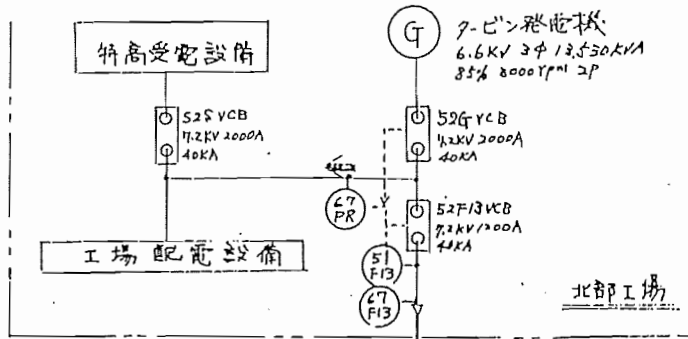 特高受電設備
G
タービン発電機
6.6KV 3φ 13,530KVA
85% 3000rpm 2P
52S VCB
7.2KV 2000A
40KA
52G VCB
7.2KV 2000A
40KA
67
PR
52F13 VCB
7.2KV 1200A
40KA
工場配電設備
51
F13
67
F13
北部工場